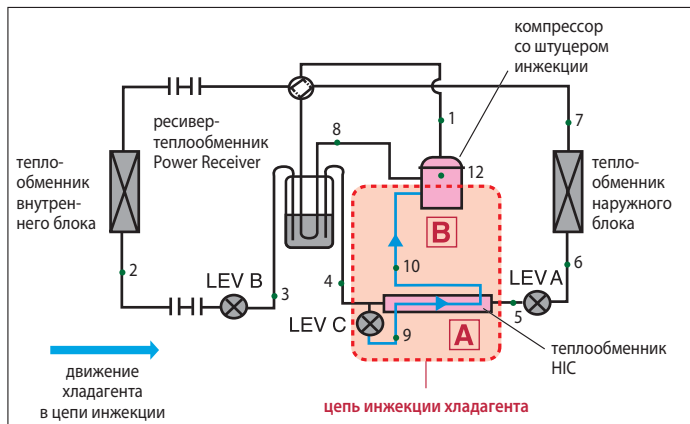 компрессор
со штуцером
инжекции
1
7
8
ресивер-
теплообменник
Power Receiver
тепло-
обменник
внутрен-
него блока
12
тепло-
обменник
наружного
блока
B
2
10
6
LEV B
3
4
LEV A
LEV C
5
9
A
теплообменник
HIC
движение
хладагента
в цепи инжекции
цепь инжекции хладагента